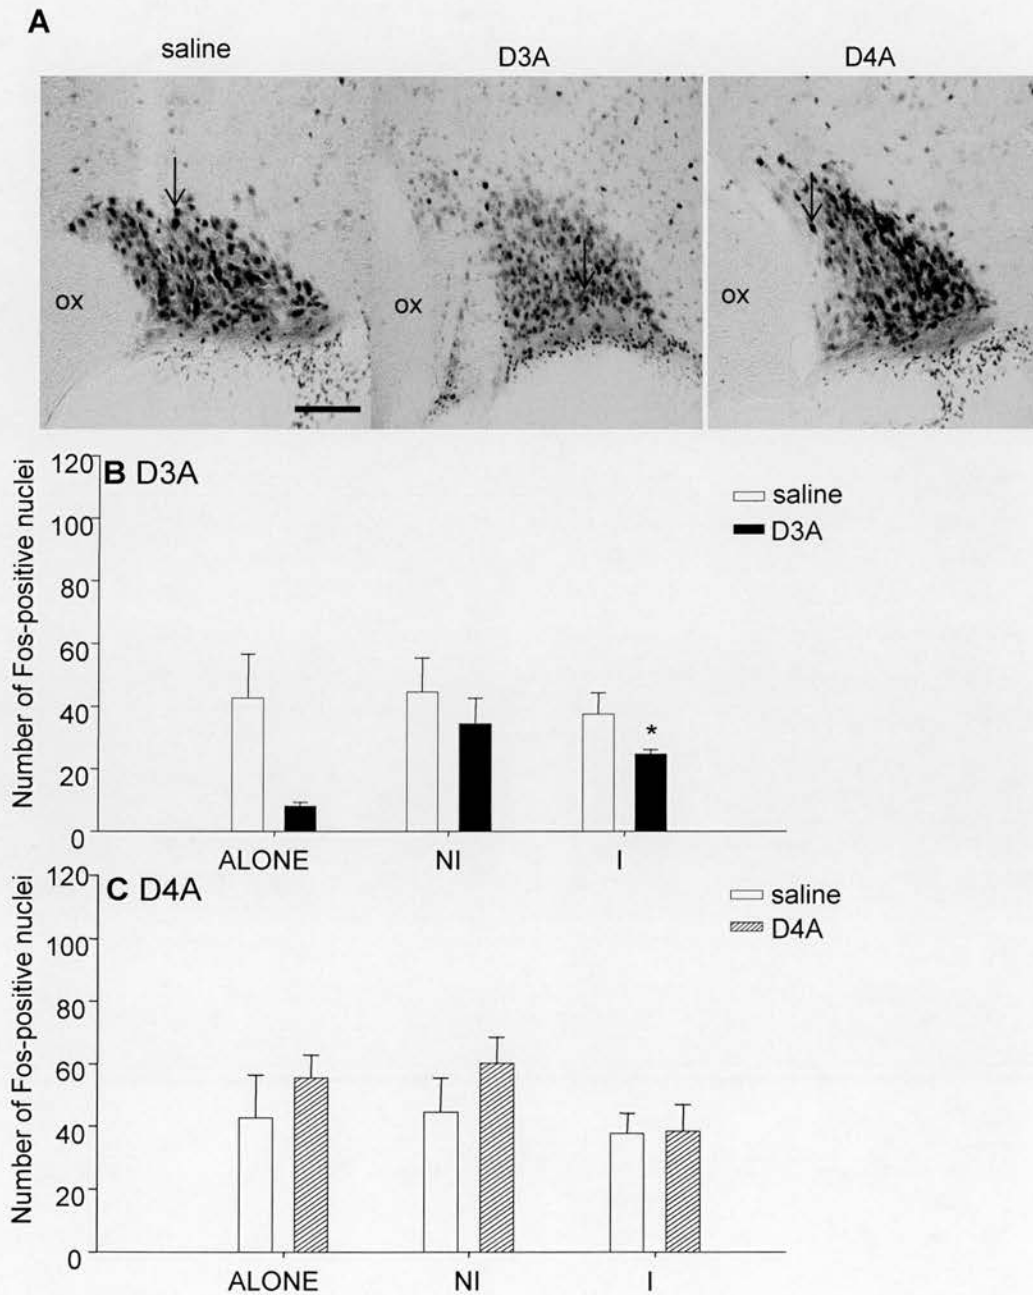 A
saline
D3A
D4A
ox
ox
ox
B D3A
Number of Fos-positive nuclei
120
100
80
60
40
20
0
saline
D3A
*
ALONE
NI
I
C D4A
Number of Fos-positive nuclei
120
100
80
60
40
20
0
saline
D4A
ALONE
NI
I